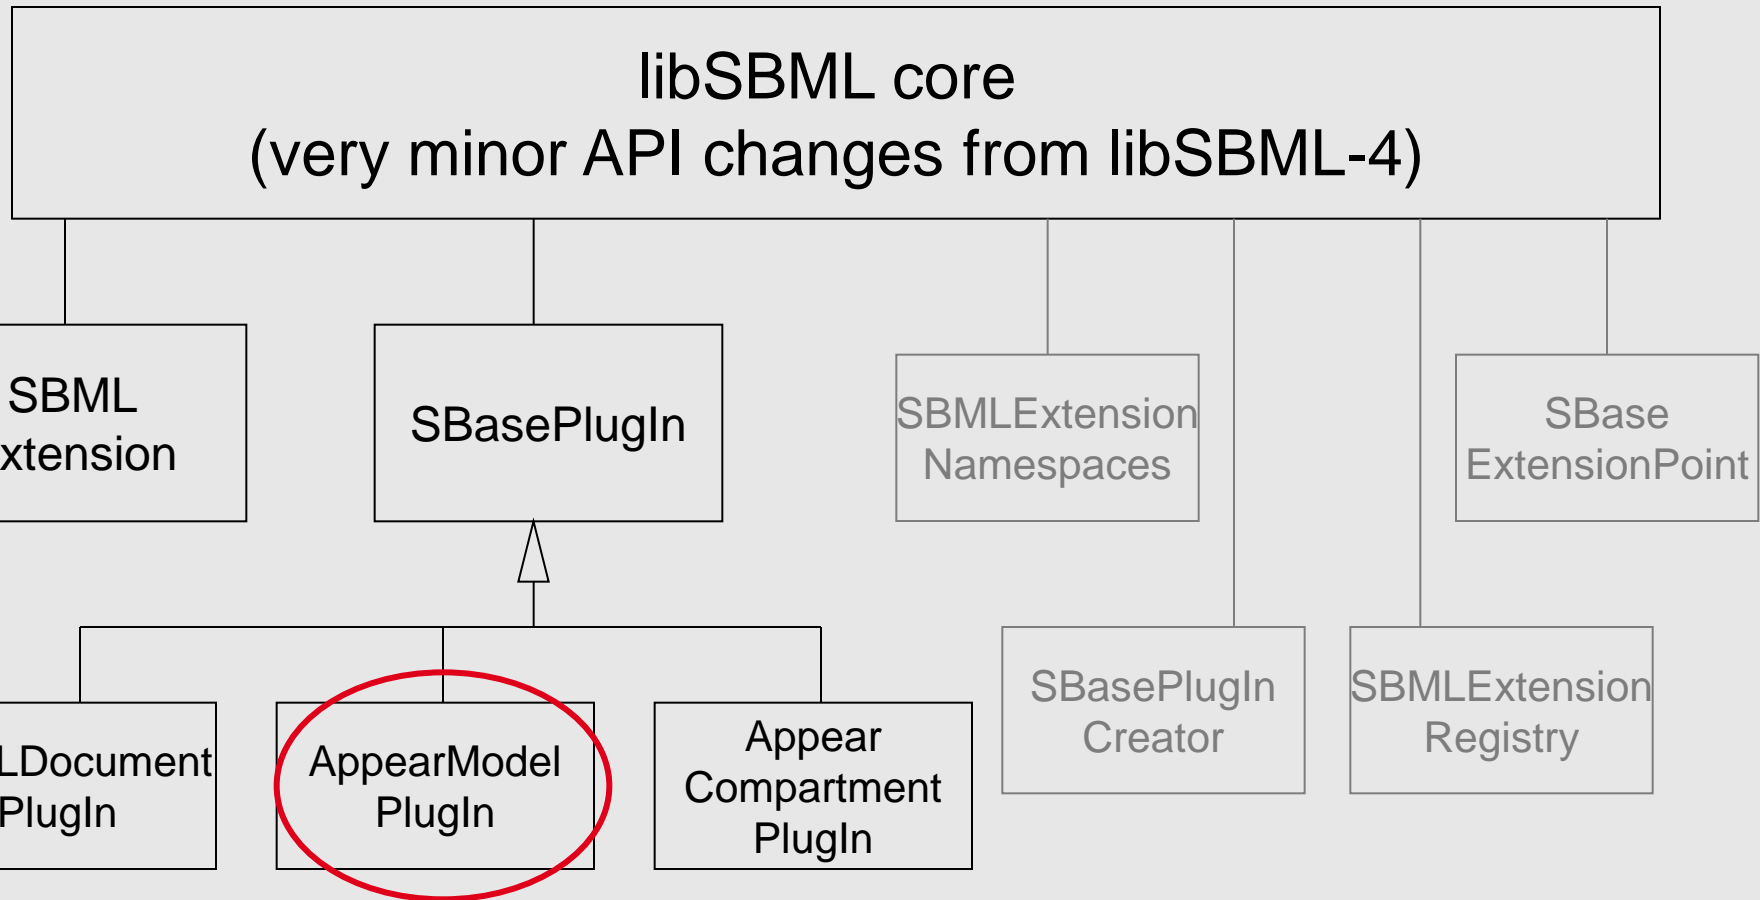 libSBML core
(very minor API changes from libSBML-4)
SBML
xtension
SBasePlugIn
SBMLExtension
Namespaces
SBase
ExtensionPoint
SBasePlugIn
Creator
SBMLExtension
Registry
LDocument
PlugIn
AppearModel
PlugIn
Appear
Compartment
PlugIn